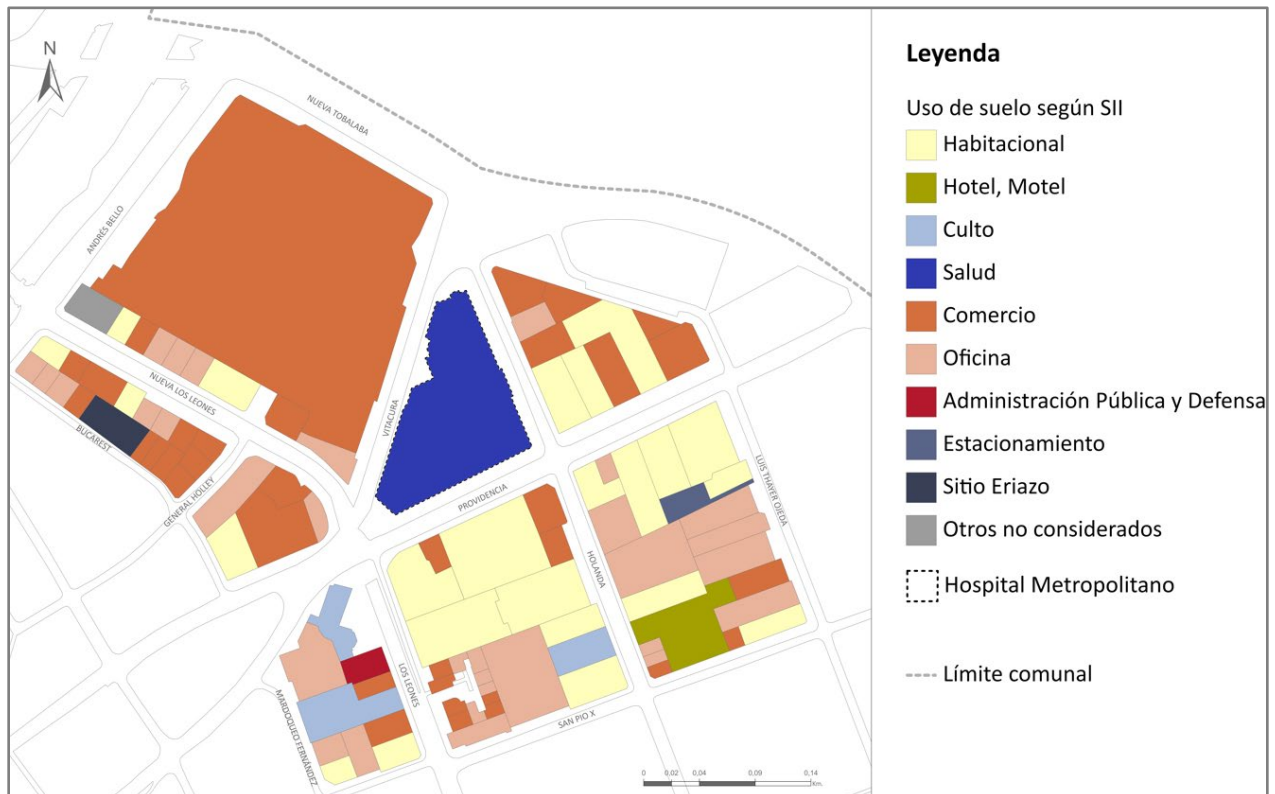 N
NUEVA TOBALABA
ANDRÉS BELLO
NUEVA LOS LEONES
BUCAREST
GENERAL HOLLEY
VITACURA
PROVIDENCIA
HOLANDA
LUIS THAYER OJEDA
LOS LEONES
MARDOQUEO FERNÁNDEZ
SAN PIO X
0 0,02 0,04 0,09 0,14
Km.
Leyenda
Uso de suelo según SII
Habitacional
Hotel, Motel
Culto
Salud
Comercio
Oficina
Administración Pública y Defensa
Estacionamiento
Sitio Eriazo
Otros no considerados
Hospital Metropolitano
Límite comunal